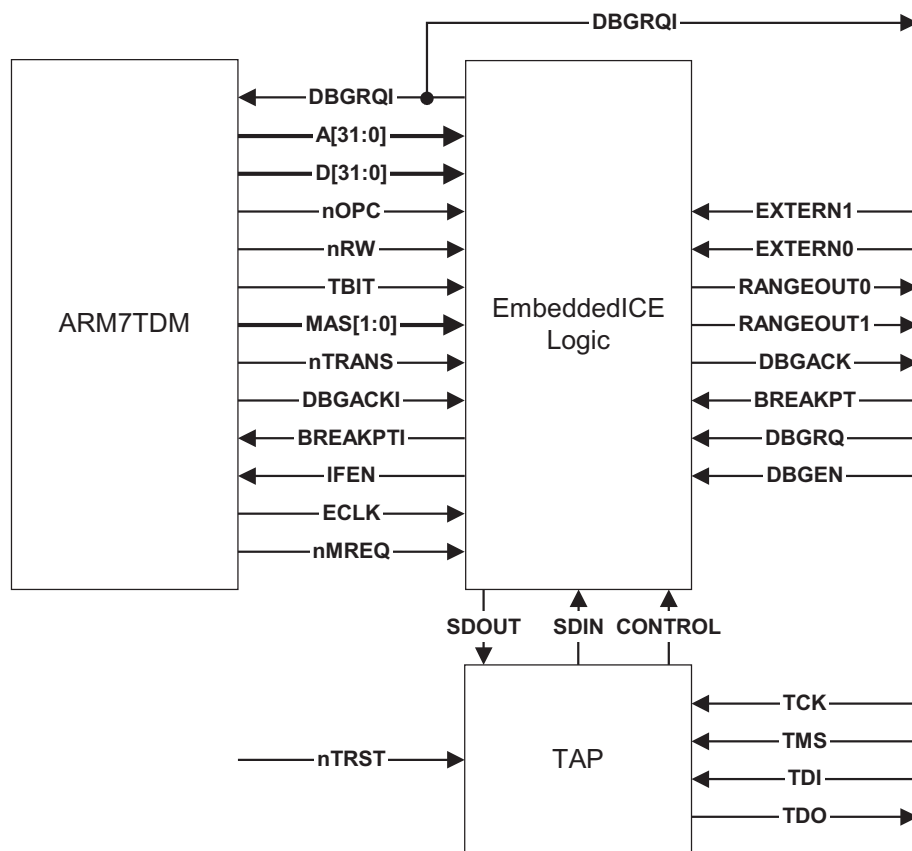 DBGRQI
DBGRQI
A[31:0]
D[31:0]
nOPC
EXTERN1
nRW
EXTERN0
TBIT
RANGEOUT0
ARM7TDM
EmbeddedICE
Logic
MAS[1:0]
RANGEOUT1
nTRANS
DBGACK
DBGACKI
BREAKPT
BREAKPTI
DBGRQ
IFEN
DBGEN
ECLK
nMREQ
SDOUT
SDIN
CONTROL
TCK
TMS
nTRST
TAP
TDI
TDO